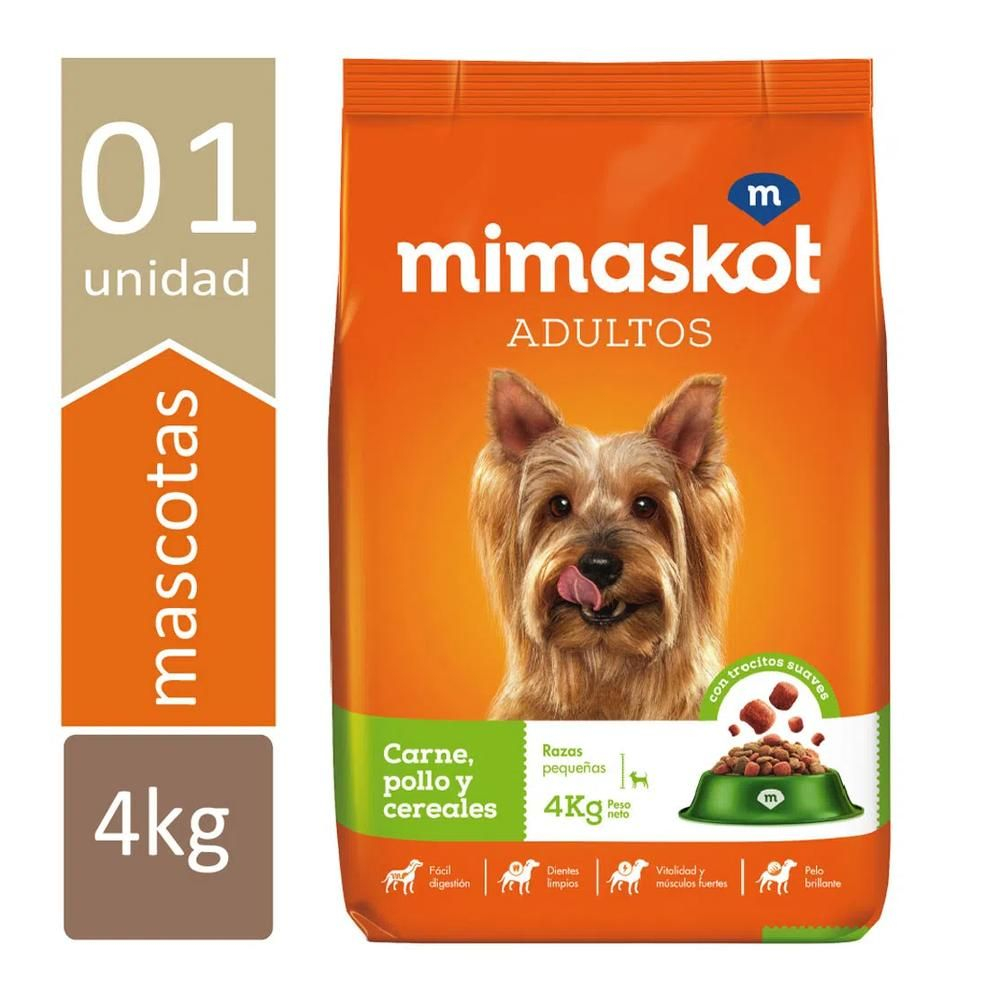 01
unidad
mascotas
4kg
m
mimaskot
ADULTOS
con trocitos suaves
Carne,
pollo y
cereales
Razas
pequeñas
4Kg Peso
neto
m
Fácil
digestión
Dientes
limpios
Vitalidad y
músculos fuertes
Pelo
brillante